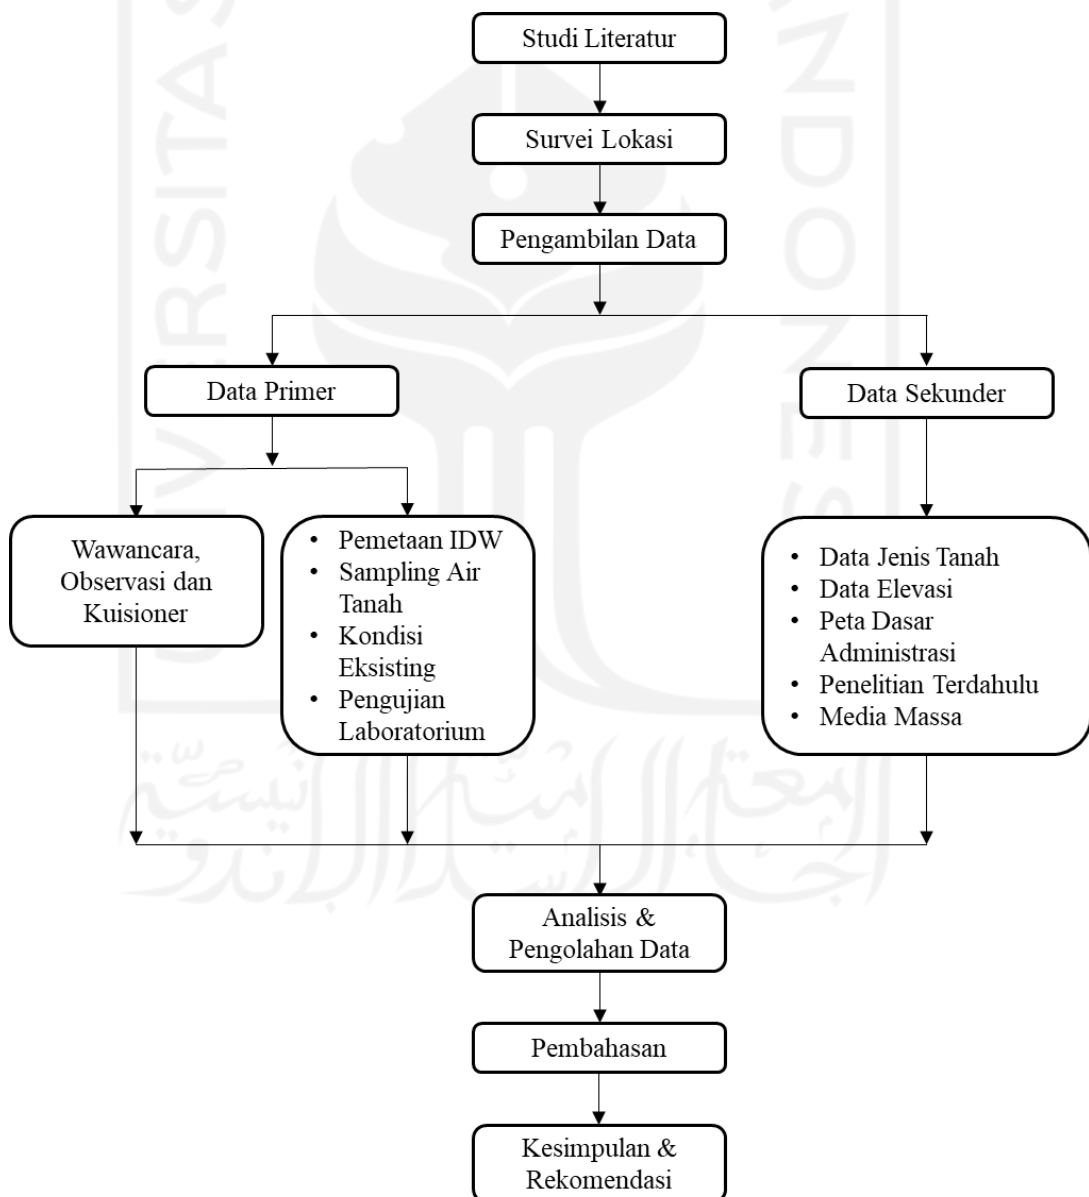 Studi Literatur
Survei Lokasi
Pengambilan Data
Data Primer
Data Sekunder
Wawancara,
Observasi dan
Kuisioner
• Pemetaan IDW
• Sampling Air
Tanah
• Kondisi
Eksisting
• Pengujian
Laboratorium
• Data Jenis Tanah
• Data Elevasi
• Peta Dasar
Administrasi
• Penelitian Terdahulu
• Media Massa
Analisis &
Pengolahan Data
Pembahasan
Kesimpulan &
Rekomendasi